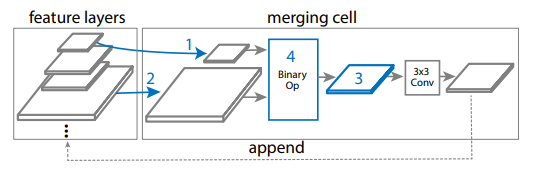 feature layers
merging cell
1
2
4
Binary
Op
3
3x3
Conv
append